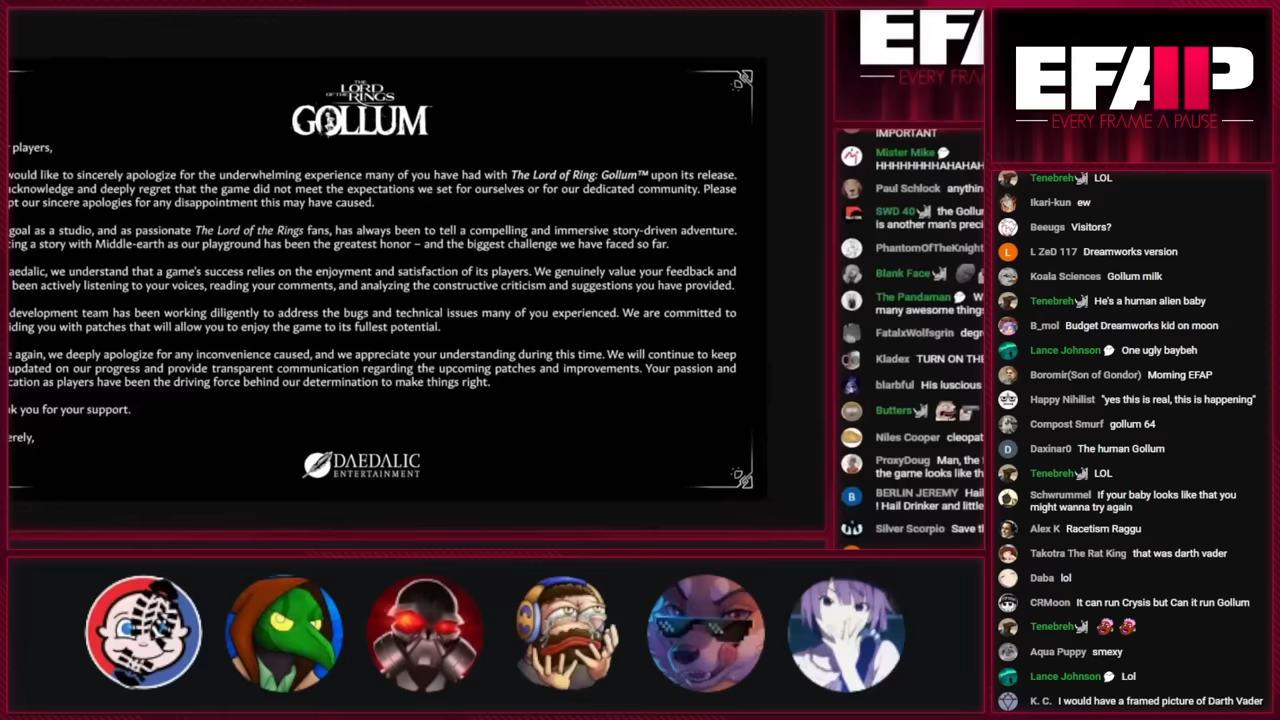 THE
LORD
OF THE RINGS
GOLLUM
players,
would like to sincerely apologize for the underwhelming experience many of you have had with The Lord of Ring: Gollum™ upon its release.
acknowledge and deeply regret that the game did not meet the expectations we set for ourselves or for our dedicated community. Please
pt our sincere apologies for any disappointment this may have caused.
goal as a studio, and as passionate The Lord of the Rings fans, has always been to tell a compelling and immersive story-driven adventure.
ting a story with Middle-earth as our playground has been the greatest honor – and the biggest challenge we have faced so far.
aedalic, we understand that a game's success relies on the enjoyment and satisfaction of its players. We genuinely value your feedback and
been actively listening to your voices, reading your comments, and analyzing the constructive criticism and suggestions you have provided.
development team has been working diligently to address the bugs and technical issues many of you experienced. We are committed to
iding you with patches that will allow you to enjoy the game to its fullest potential.
e again, we deeply apologize for any inconvenience caused, and we appreciate your understanding during this time. We will continue to keep
updated on our progress and provide transparent communication regarding the upcoming patches and improvements. Your passion and
cation as players have been the driving force behind our determination to make things right.
k you for your support.
erely,
DAEDALIC
ENTERTAINMENT
EFA
EVERY FRA
IMPORTANT
Mister Mike
HHHHHHHHAHAHAH
Paul Schlock anythin
SWD 40 the Gollu
is another man's preci
PhantomOfTheKnight
Blank Face
The Pandaman W
many awesome thing
FatalxWolfsgrin degr
Kladex TURN ON THE
blarbful His luscious
Butters
Niles Cooper cleopat
ProxyDoug Man, the
the game looks like th
BERLIN JEREMY Hail
! Hail Drinker and little
Silver Scorpio Save th
EFAP
EVERY FRAME A PAUSE
Tenebreh LOL
Ikari-kun ew
Beeugs Visitors?
L ZeD 117 Dreamworks version
Koala Sciences Gollum milk
Tenebreh He's a human alien baby
B_mol Budget Dreamworks kid on moon
Lance Johnson One ugly baybeh
Boromir(Son of Gondor) Morning EFAP
Happy Nihilist "yes this is real, this is happening"
Compost Smurf gollum 64
D Daxinar0 The human Gollum
Tenebreh LOL
Schwrummel If your baby looks like that you
might wanna try again
Alex K Racetism Raggu
Takotra The Rat King that was darth vader
Daba lol
CRMoon It can run Crysis but Can it run Gollum
Tenebreh
Aqua Puppy smexy
Lance Johnson Lol
K. C. I would have a framed picture of Darth Vader